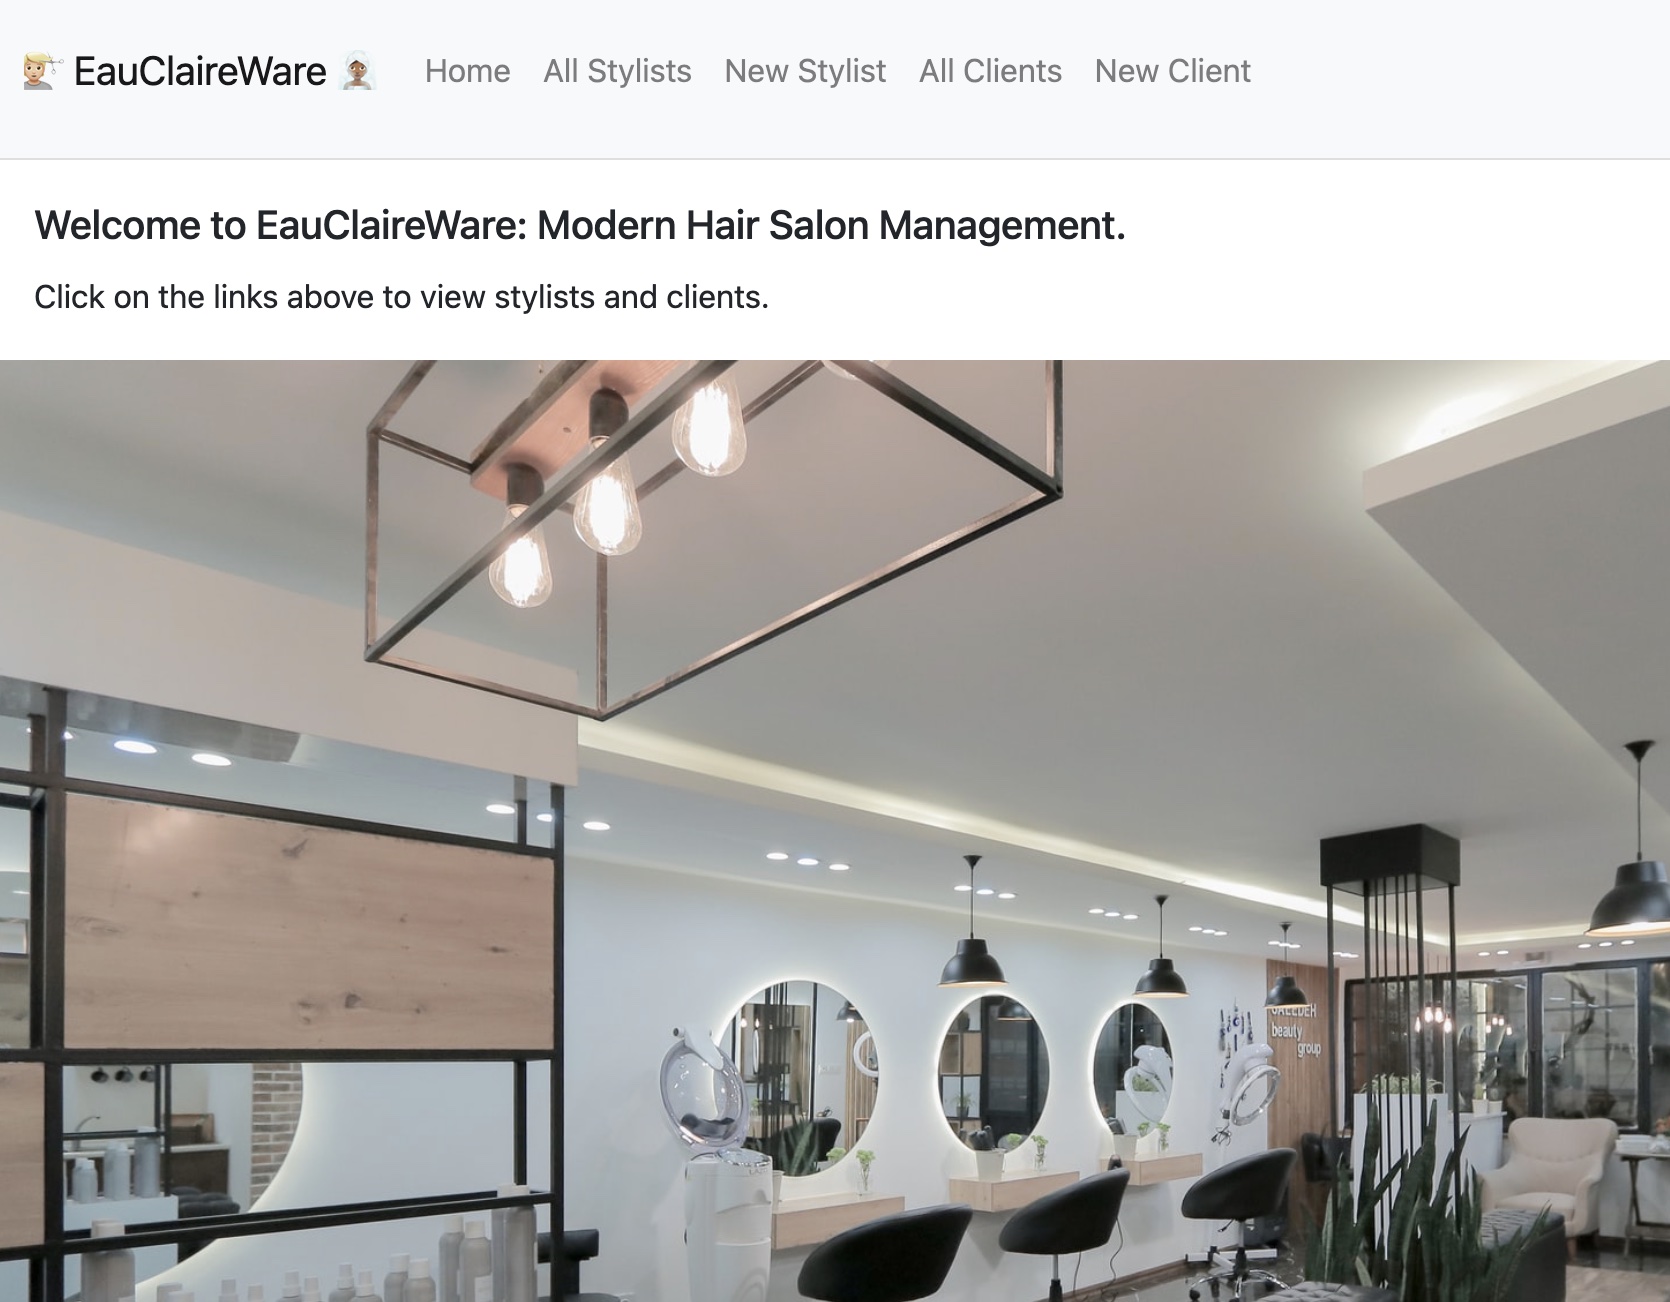 EauClaireWare Home All Stylists New Stylist All Clients New Client
Welcome to EauClaireWare: Modern Hair Salon Management.
Click on the links above to view stylists and clients.
beauty
group